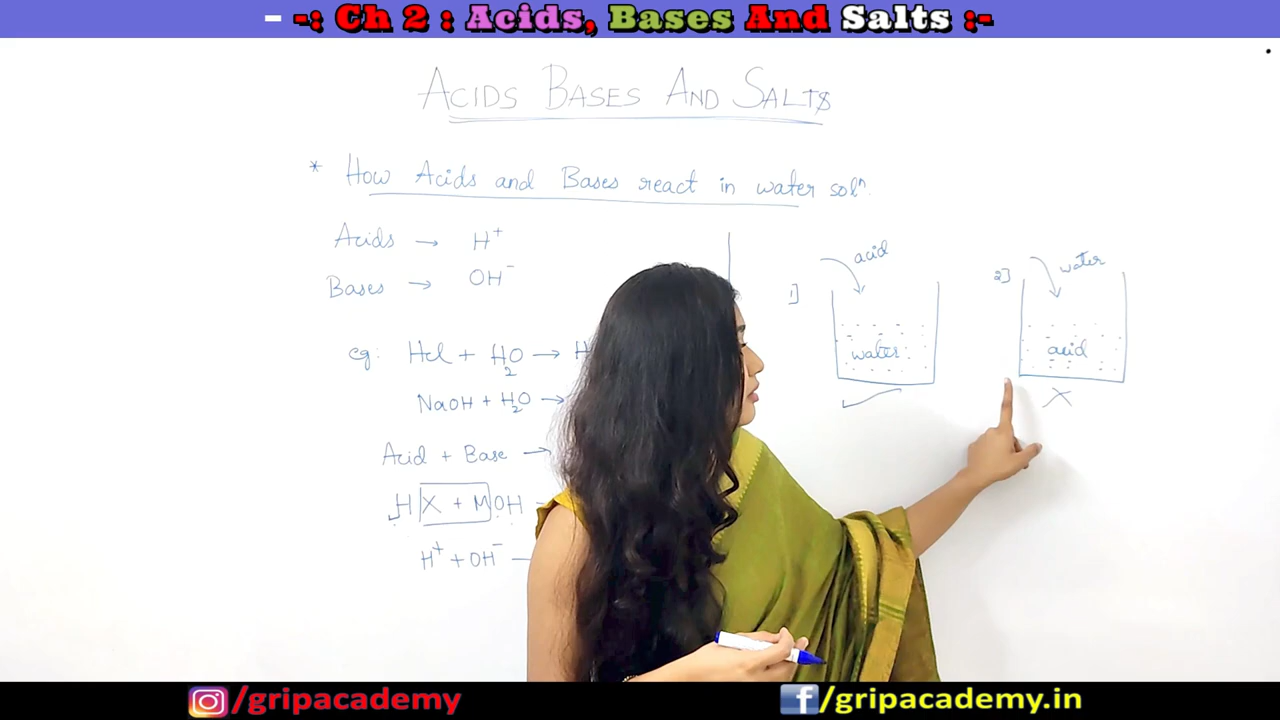 - -: Ch 2 : Acids, Bases And Salts :-
ACIDS BASES AND SALTS
* How Acids and Bases react in water solⁿ.
Acids → H⁺
Bases → OH⁻
eg: Hcl + H₂O → H
NaOH + H₂O →
Acid + Base →
HX + MOH
H⁺ + OH⁻
1] acid
water
2] water
acid
/gripacademy
/gripacademy.in